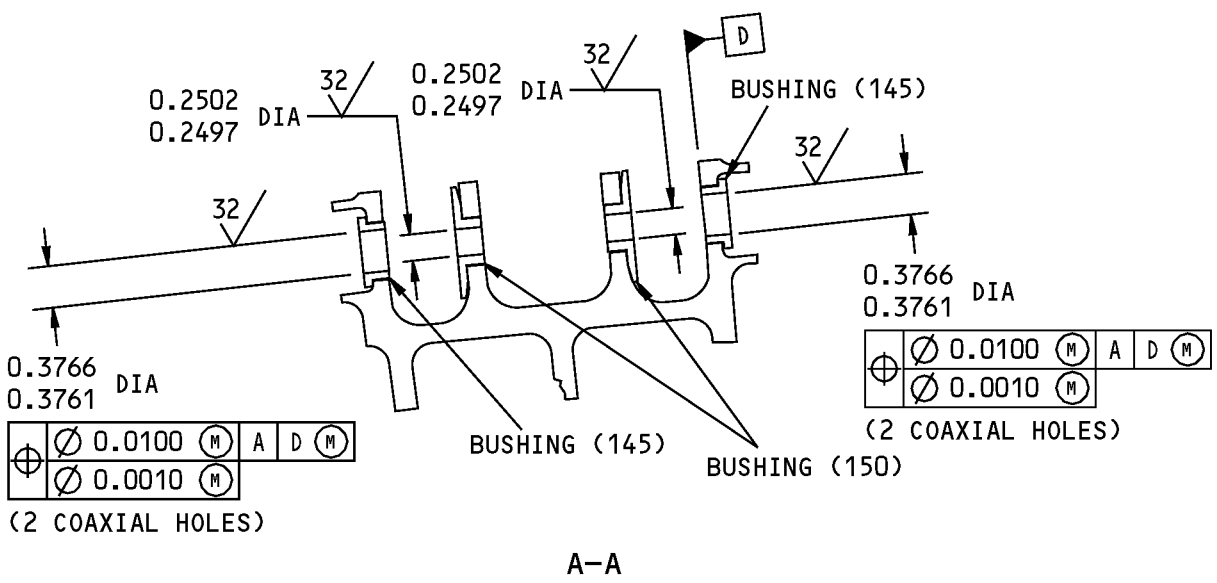 D
32
32
0.2502
0.2497 DIA
0.2502
0.2497 DIA
BUSHING (145)
32
32
0.3766
0.3761 DIA
⌖ ⌀ 0.0100 Ⓜ A D Ⓜ
⌀ 0.0010 Ⓜ
(2 COAXIAL HOLES)
0.3766
0.3761 DIA
⌖ ⌀ 0.0100 Ⓜ A D Ⓜ
⌀ 0.0010 Ⓜ
(2 COAXIAL HOLES)
BUSHING (145)
BUSHING (150)
A-A